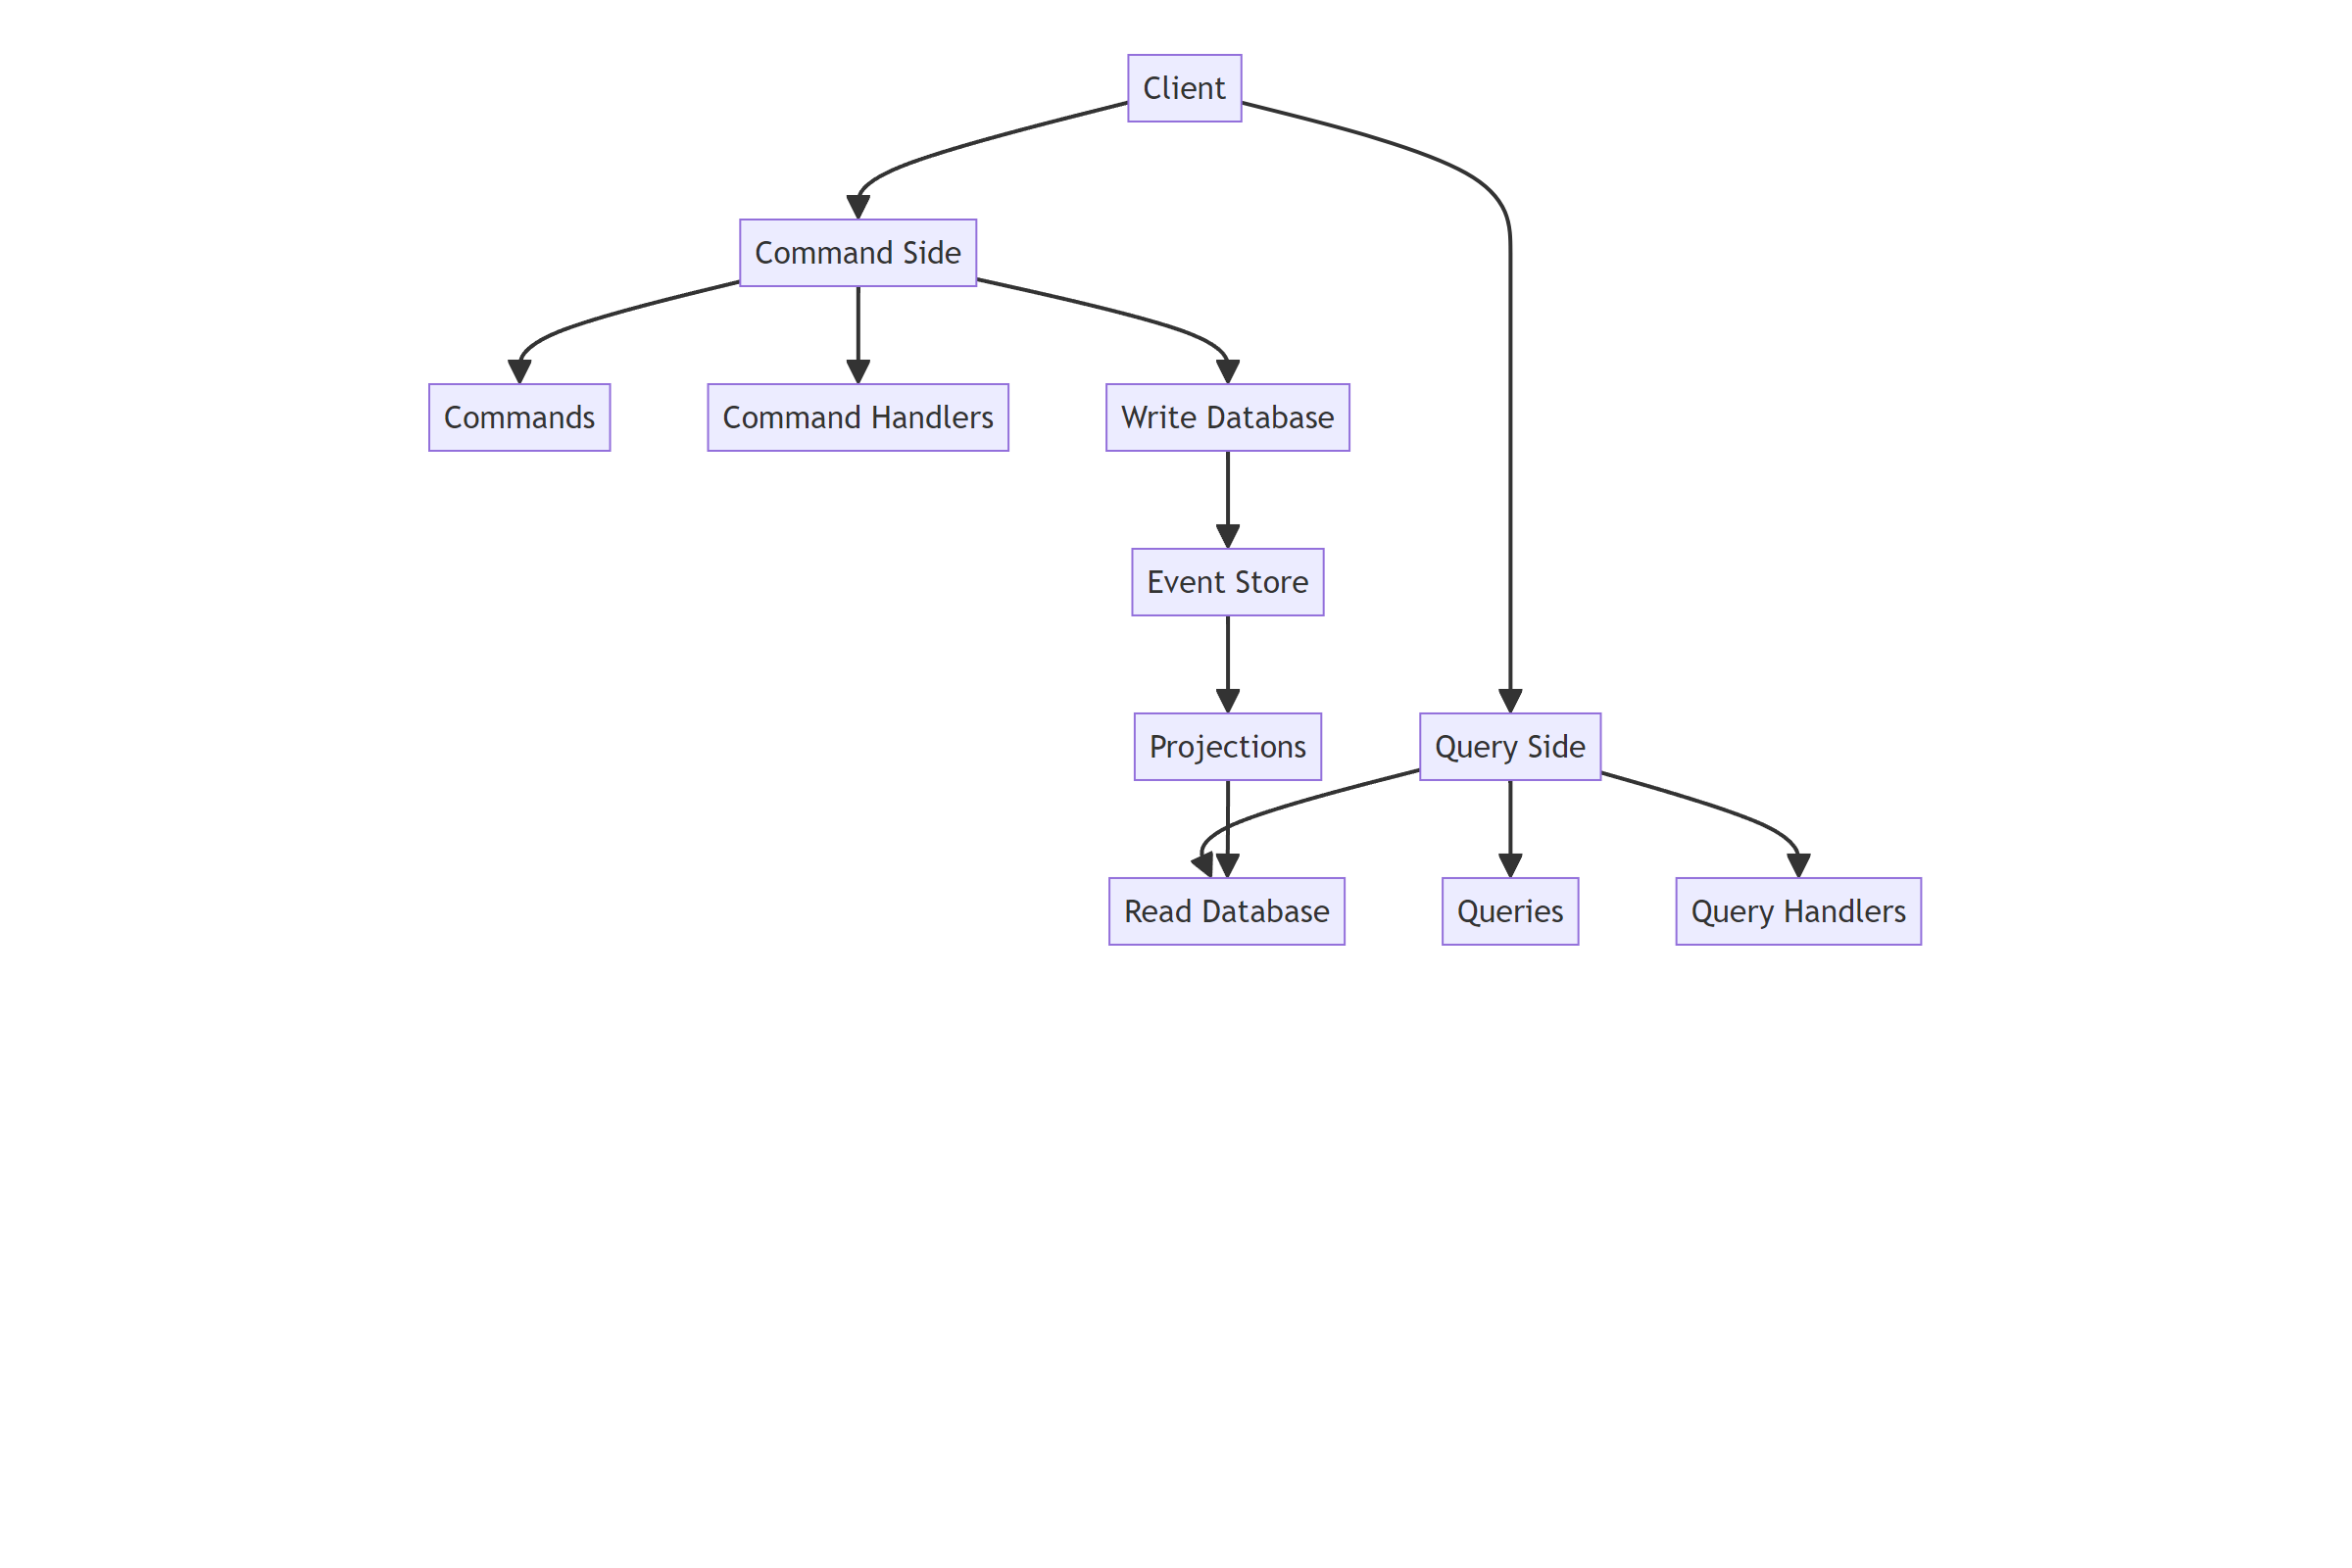 Client
Command Side
Commands
Command Handlers
Write Database
Event Store
Projections
Query Side
Read Database
Queries
Query Handlers